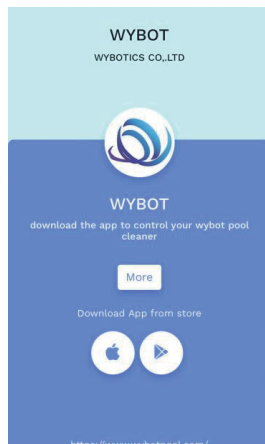 WYBOT
WYBOTICS CO,.LTD
WYBOT
download the app to control your wybot pool
cleaner
More
Download App from store